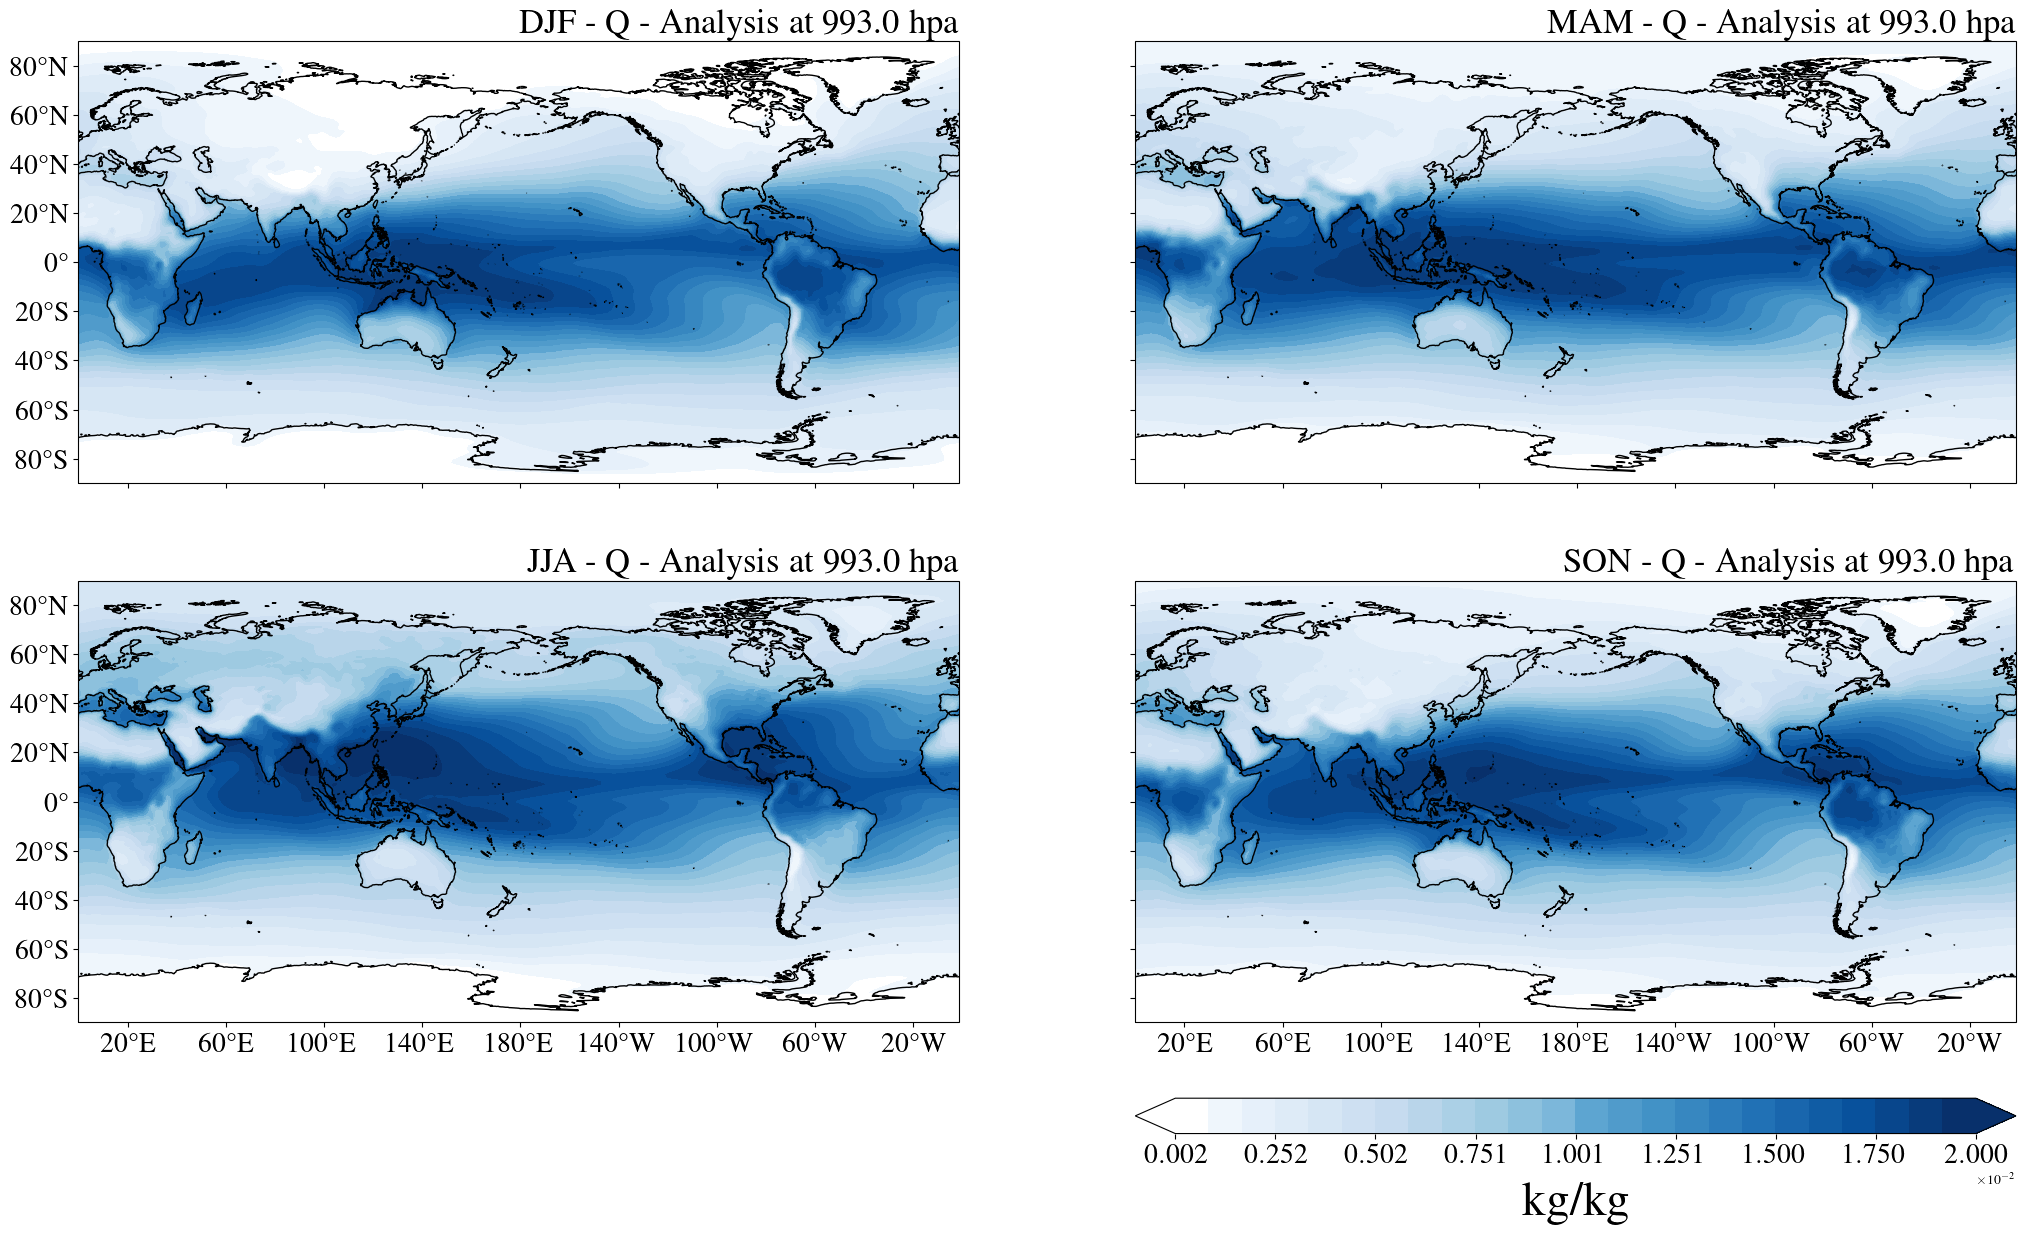 DJF - Q - Analysis at 993.0 hpa
MAM - Q - Analysis at 993.0 hpa
80°N
60°N
40°N
20°N
0°
20°S
40°S
60°S
80°S
JJA - Q - Analysis at 993.0 hpa
SON - Q - Analysis at 993.0 hpa
80°N
60°N
40°N
20°N
0°
20°S
40°S
60°S
80°S
20°E 60°E 100°E 140°E 180°E 140°W 100°W 60°W 20°W
20°E 60°E 100°E 140°E 180°E 140°W 100°W 60°W 20°W
0.002 0.252 0.502 0.751 1.001 1.251 1.500 1.750 2.000
×10⁻²
kg/kg